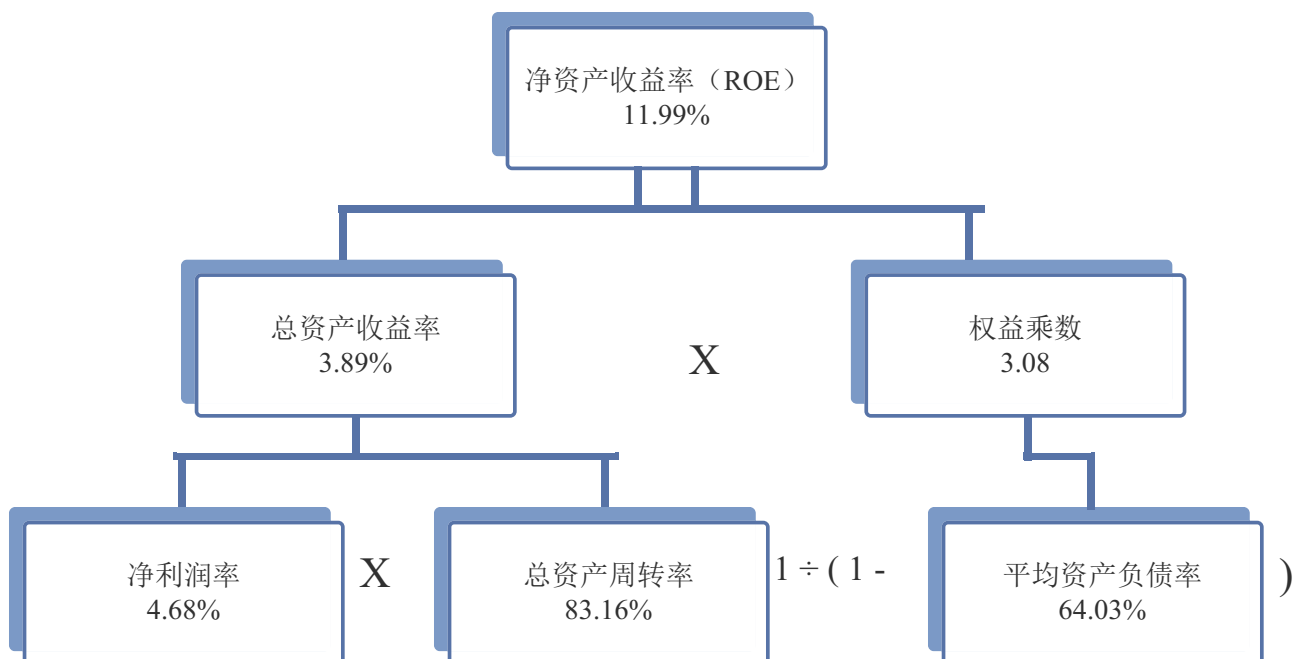 净资产收益率（ROE）
11.99%
总资产收益率
3.89%
X
权益乘数
3.08
净利润率
4.68%
X
总资产周转率
83.16%
1 ÷ ( 1 -
平均资产负债率
64.03%
)